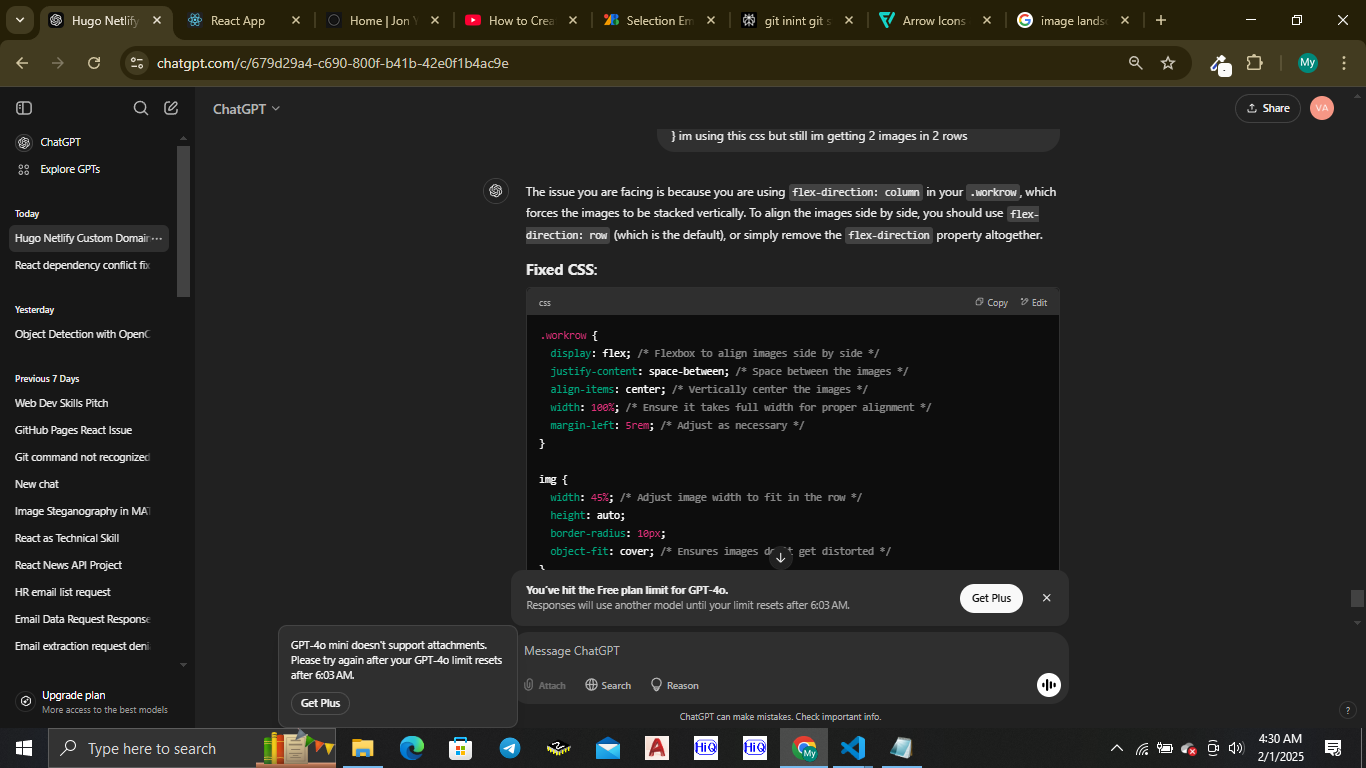 Hugo Netlify
React App
Home | Jon Y
How to Crea
Selection Em
git inint git s
Arrow Icons
image landsc
chatgpt.com/c/679d29a4-c690-800f-b41b-42e0f1b4ac9e
My
ChatGPT
Share
VA
ChatGPT
Explore GPTs
Today
Hugo Netlify Custom Domain
React dependency conflict fix
Yesterday
Object Detection with OpenC
Previous 7 Days
Web Dev Skills Pitch
GitHub Pages React Issue
Git command not recognized
New chat
Image Steganography in MAT
React as Technical Skill
React News API Project
HR email list request
Email Data Request Response
Email extraction request deni
Upgrade plan
More access to the best models
} im using this css but still im getting 2 images in 2 rows
The issue you are facing is because you are using flex-direction: column in your .workrow, which
forces the images to be stacked vertically. To align the images side by side, you should use flex-
direction: row (which is the default), or simply remove the flex-direction property altogether.
Fixed CSS:
css
Copy
Edit
.workrow {
display: flex; /* Flexbox to align images side by side */
justify-content: space-between; /* Space between the images */
align-items: center; /* Vertically center the images */
width: 100%; /* Ensure it takes full width for proper alignment */
margin-left: 5rem; /* Adjust as necessary */
}
img {
width: 45%; /* Adjust image width to fit in the row */
height: auto;
border-radius: 10px;
object-fit: cover; /* Ensures images get distorted */
}
You've hit the Free plan limit for GPT-4o.
Responses will use another model until your limit resets after 6:03 AM.
Get Plus
GPT-4o mini doesn't support attachments.
Please try again after your GPT-4o limit resets
after 6:03 AM.
Get Plus
Message ChatGPT
Attach
Search
Reason
ChatGPT can make mistakes. Check important info.
?
Type here to search
HiQ
HiQ
My
4:30 AM
2/1/2025